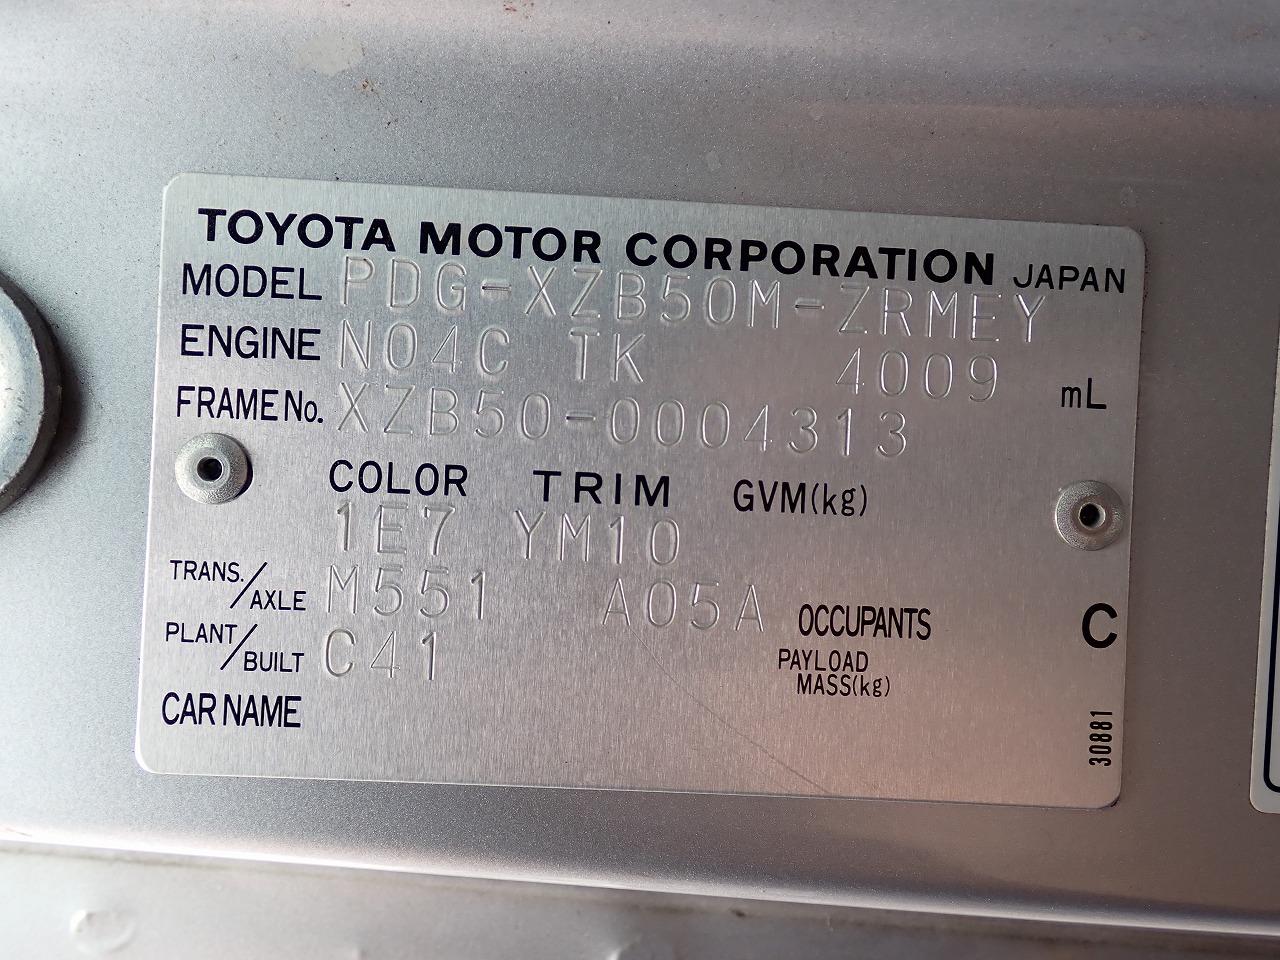 TOYOTA MOTOR CORPORATION JAPAN
MODEL PDG-XZB50M-ZRMEY
ENGINE N04C TK 4009 mL
FRAME No. XZB50-0004313
COLOR TRIM GVM(kg)
1E7 YM10
TRANS./AXLE M551 A05A OCCUPANTS C
PLANT/BUILT C41 PAYLOAD MASS(kg)
CAR NAME
30881